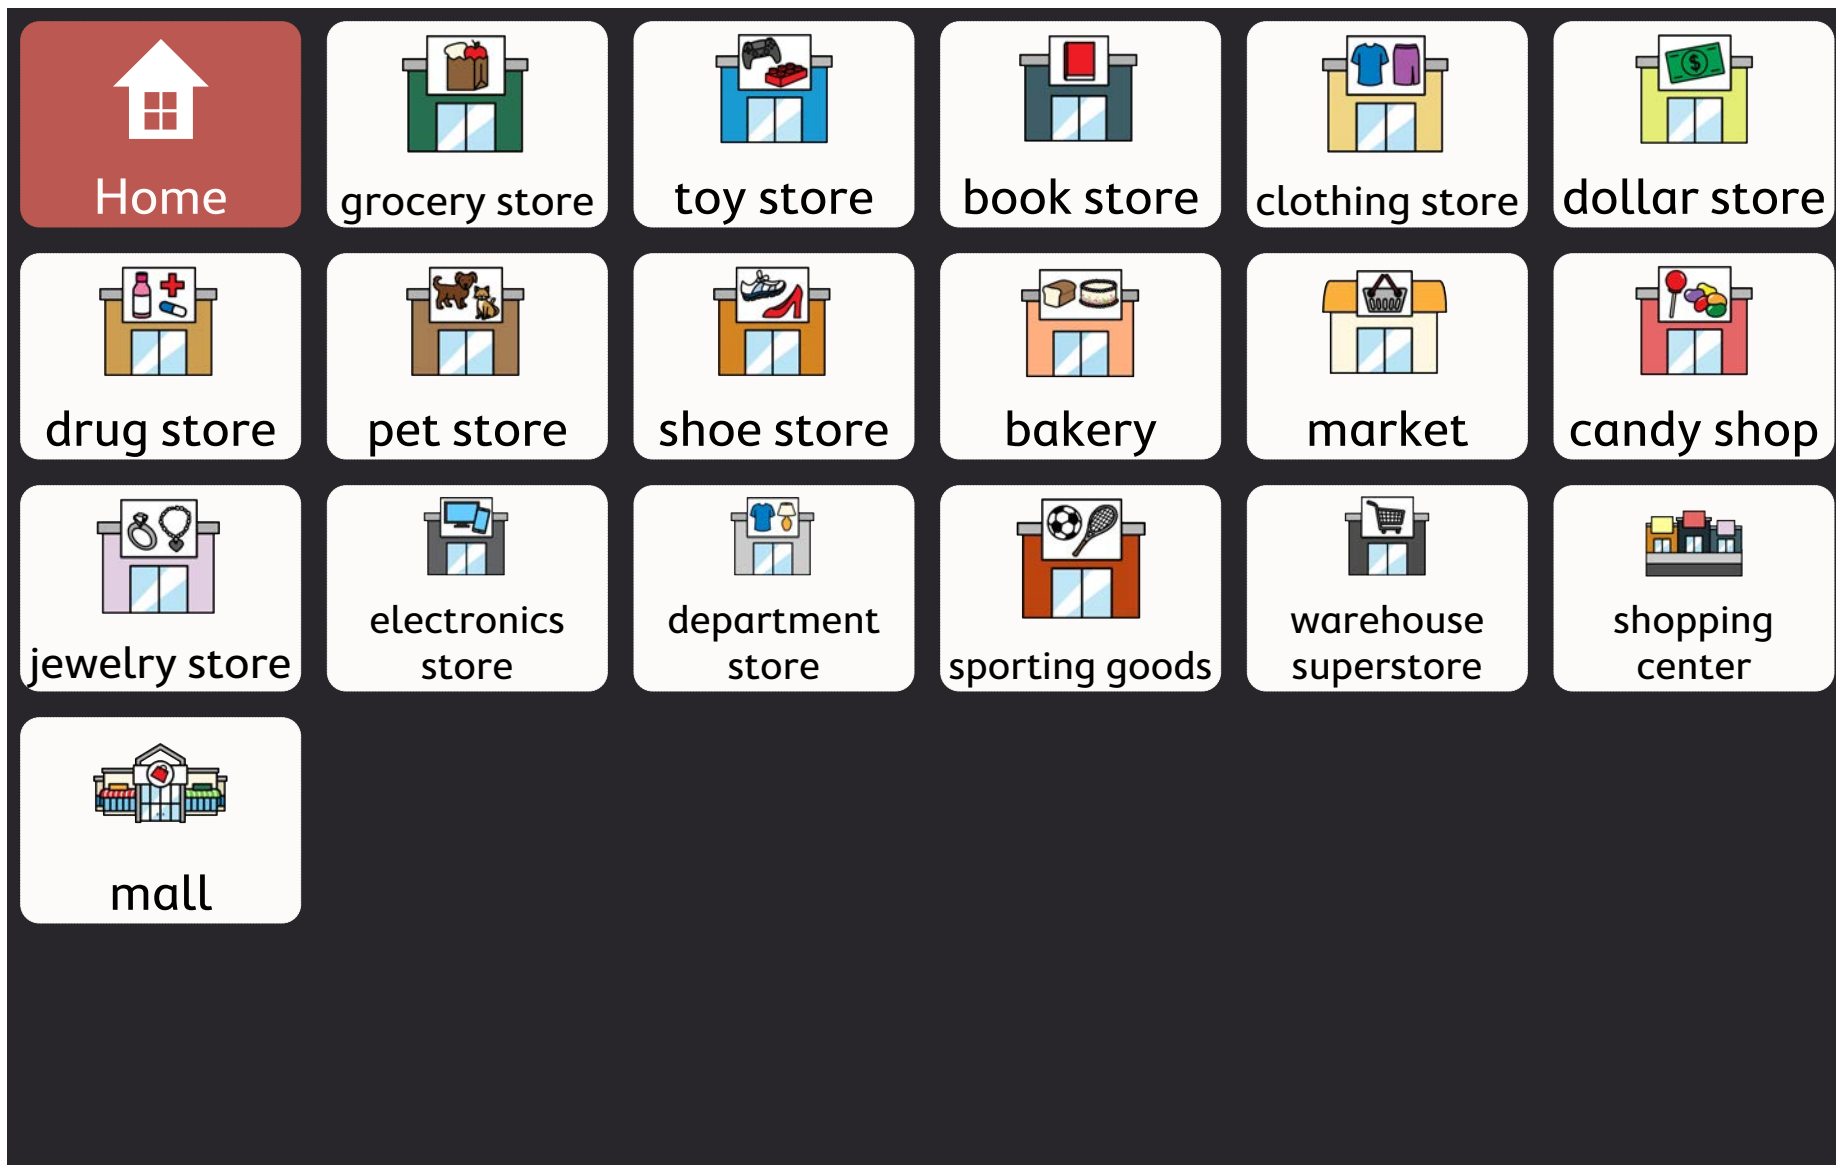 Home
grocery store
toy store
book store
clothing store
dollar store
drug store
pet store
shoe store
bakery
market
candy shop
jewelry store
electronics
store
department
store
sporting goods
warehouse
superstore
shopping
center
mall